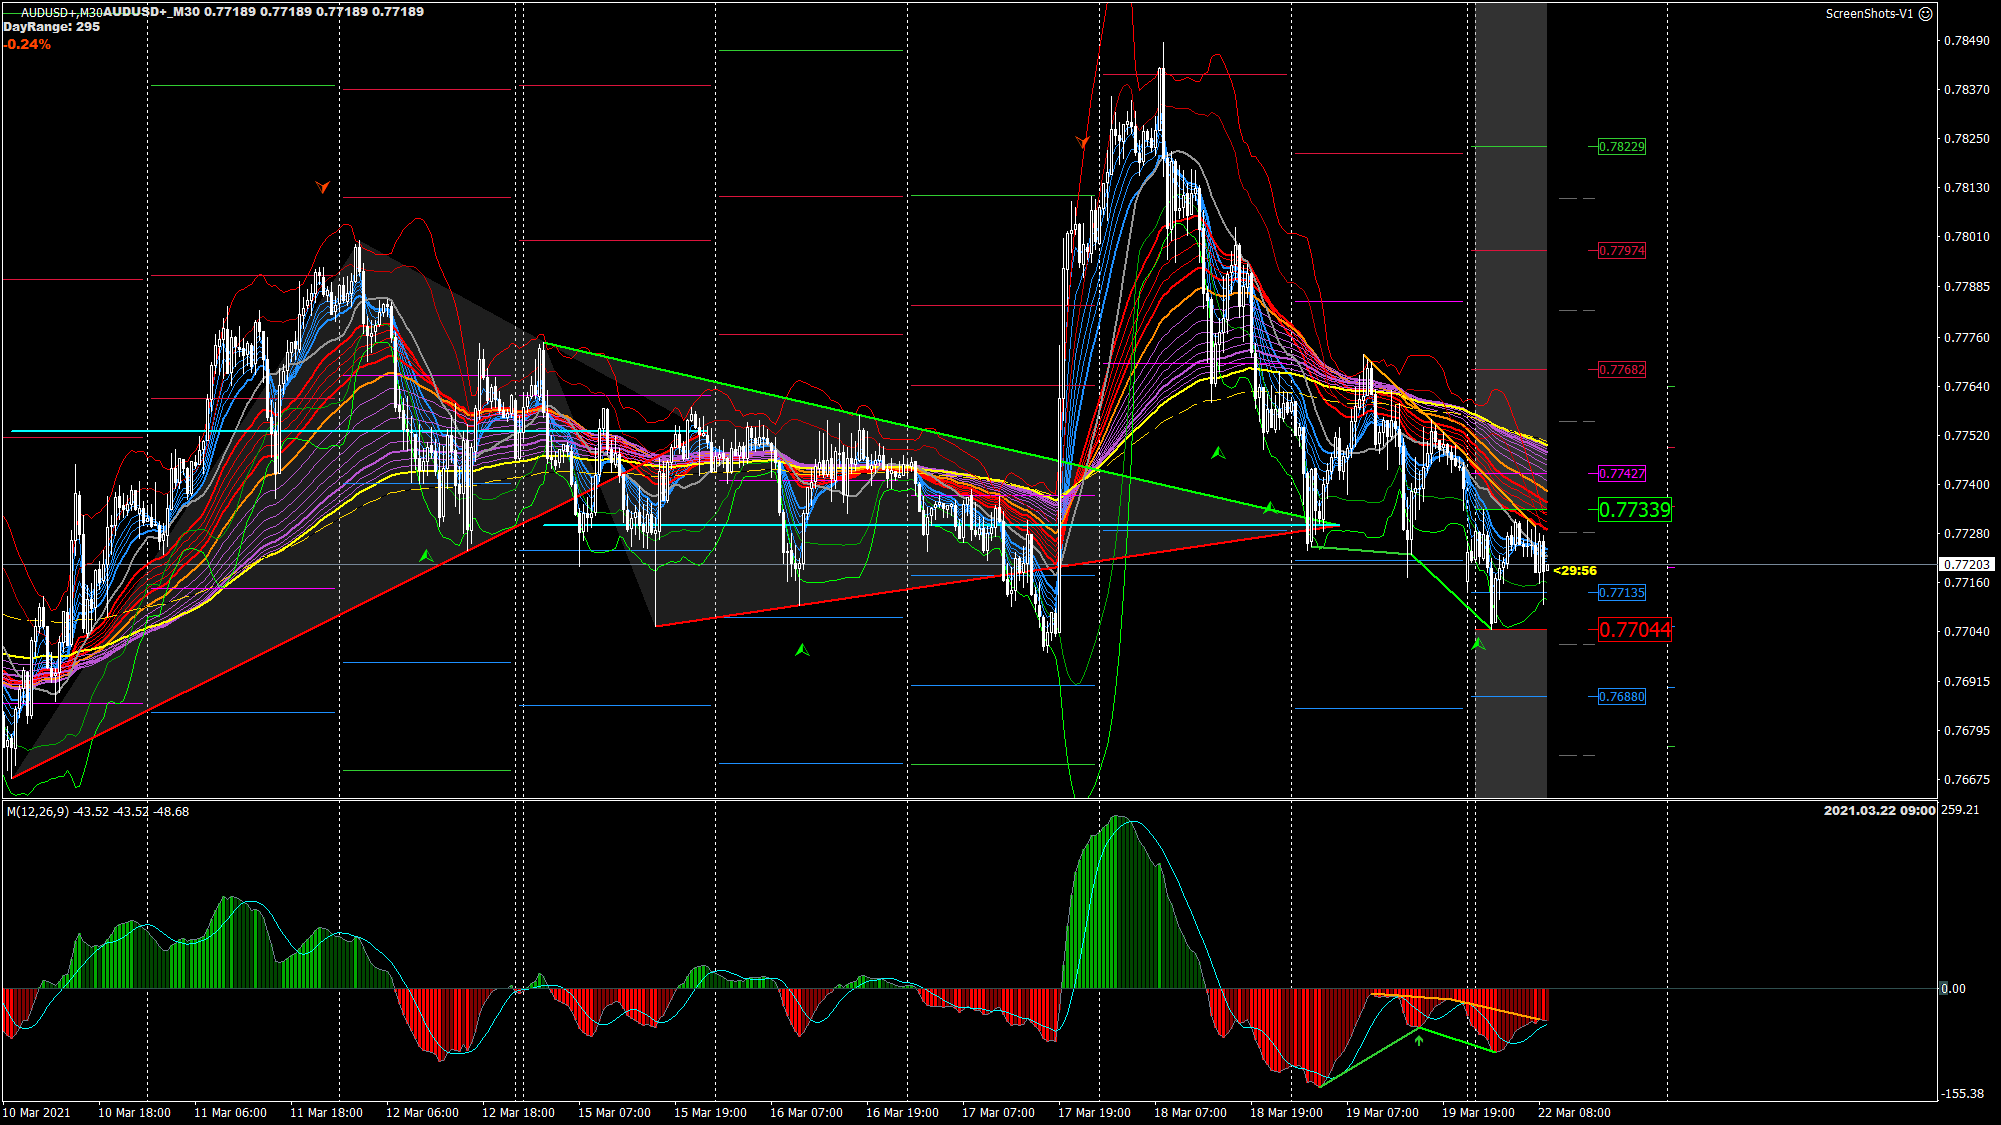 AUDUSD+,M30AUDUSD+_M30 0.77189 0.77189 0.77189 0.77189
ScreenShots-V1 ☺
DayRange: 295
-0.24%
0.78490
0.78370
0.78250
0.78229
0.78130
0.78010
0.77974
0.77885
0.77760
0.77682
0.77640
0.77520
0.77427
0.77400
0.77339
0.77280
0.77203
<29:56
0.77160
0.77135
0.77044
0.77040
0.76915
0.76880
0.76795
0.76675
M(12,26,9) -43.52 -43.52 -48.68
2021.03.22 09:00
259.21
0.00
-155.38
10 Mar 2021
10 Mar 18:00
11 Mar 06:00
11 Mar 18:00
12 Mar 06:00
12 Mar 18:00
15 Mar 07:00
15 Mar 19:00
16 Mar 07:00
16 Mar 19:00
17 Mar 07:00
17 Mar 19:00
18 Mar 07:00
18 Mar 19:00
19 Mar 07:00
19 Mar 19:00
22 Mar 08:00